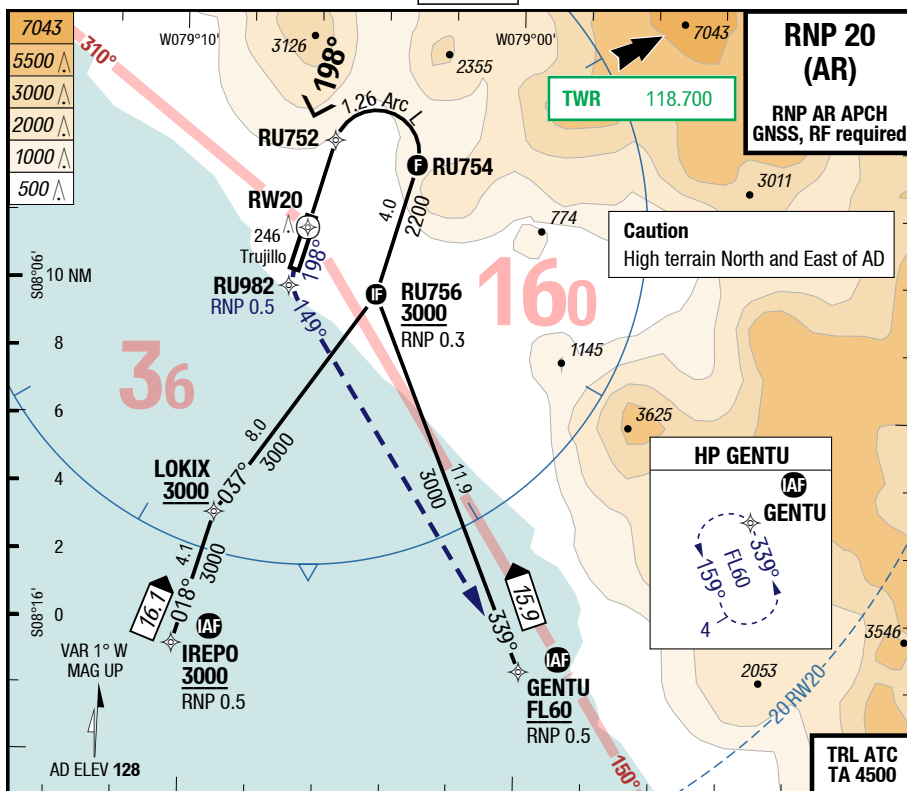 7043
5500
3000
2000
1000
500
310°
W079°10'
W079°00'
3126
198°
2355
7043
RNP 20
(AR)
RNP AR APCH
GNSS, RF required
TWR 118.700
1.26 Arc
RU752
RU754
F
3011
RW20
4.0
2200
774
Caution
High terrain North and East of AD
246
Trujillo
198°
S08°06'
10 NM
RU982
RNP 0.5
149°
IF
RU756
3000
RNP 0.3
160
8
1145
36
6
8.0
3000
3625
4
LOKIX
3000
037°
3000
11.9
HP GENTU
IAF
GENTU
FL60
339°
159°
4
2
4.1
3000
018°
16.1
15.9
339°
S08°16'
0
IAF
IREPO
3000
RNP 0.5
VAR 1° W
MAG UP
IAF
GENTU
FL60
RNP 0.5
3546
2053
20 RW20
150°
AD ELEV 128
TRL ATC
TA 4500